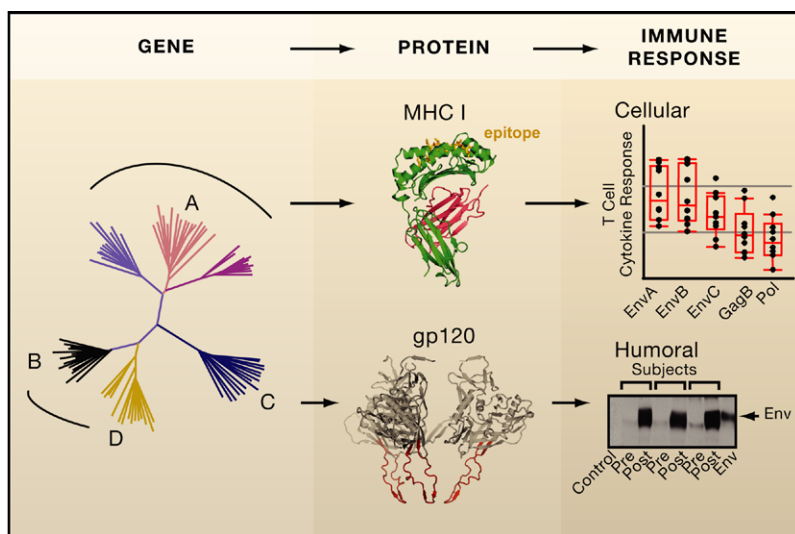 GENE
PROTEIN
IMMUNE
RESPONSE
A
B
C
D
MHC I
epitope
gp120
Cellular
T Cell
Cytokine Response
EnvA
EnvB
EnvC
GagB
Pol
Humoral
Subjects
Env
Control
Pre
Post
Pre
Post
Pre
Post
Env